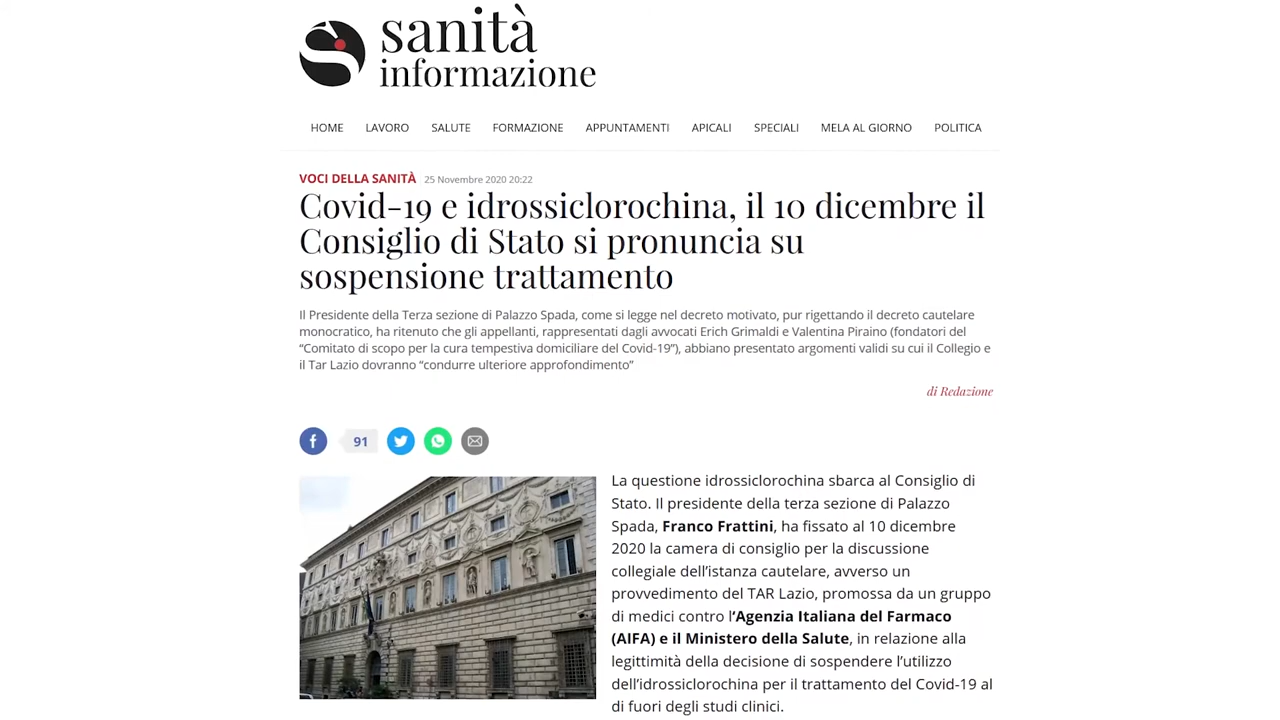 sanità
informazione
HOME LAVORO SALUTE FORMAZIONE APPUNTAMENTI APICALI SPECIALI MELA AL GIORNO POLITICA
VOCI DELLA SANITÀ 25 Novembre 2020 20:22
Covid-19 e idrossiclorochina, il 10 dicembre il
Consiglio di Stato si pronuncia su
sospensione trattamento
Il Presidente della Terza sezione di Palazzo Spada, come si legge nel decreto motivato, pur rigettando il decreto cautelare
monocratico, ha ritenuto che gli appellanti, rappresentati dagli avvocati Erich Grimaldi e Valentina Piraino (fondatori del
“Comitato di scopo per la cura tempestiva domiciliare del Covid-19”), abbiano presentato argomenti validi su cui il Collegio e
il Tar Lazio dovranno “condurre ulteriore approfondimento”
di Redazione
91
La questione idrossiclorochina sbarca al Consiglio di
Stato. Il presidente della terza sezione di Palazzo
Spada, Franco Frattini, ha fissato al 10 dicembre
2020 la camera di consiglio per la discussione
collegiale dell’istanza cautelare, avverso un
provvedimento del TAR Lazio, promossa da un gruppo
di medici contro l‘Agenzia Italiana del Farmaco
(AIFA) e il Ministero della Salute, in relazione alla
legittimità della decisione di sospendere l’utilizzo
dell’idrossiclorochina per il trattamento del Covid-19 al
di fuori degli studi clinici.